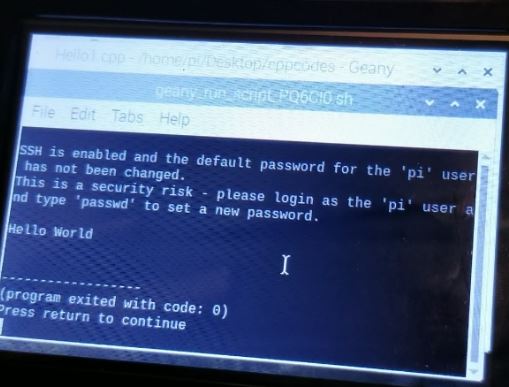 Hello1.cpp - /home/pi/Desktop/cppcodes - Geany
geany_run_script-PQ6CI0.sh
File Edit Tabs Help
SSH is enabled and the default password for the 'pi' user
has not been changed.
This is a security risk - please login as the 'pi' user a
nd type 'passwd' to set a new password.
Hello World
------------------
(program exited with code: 0)
Press return to continue